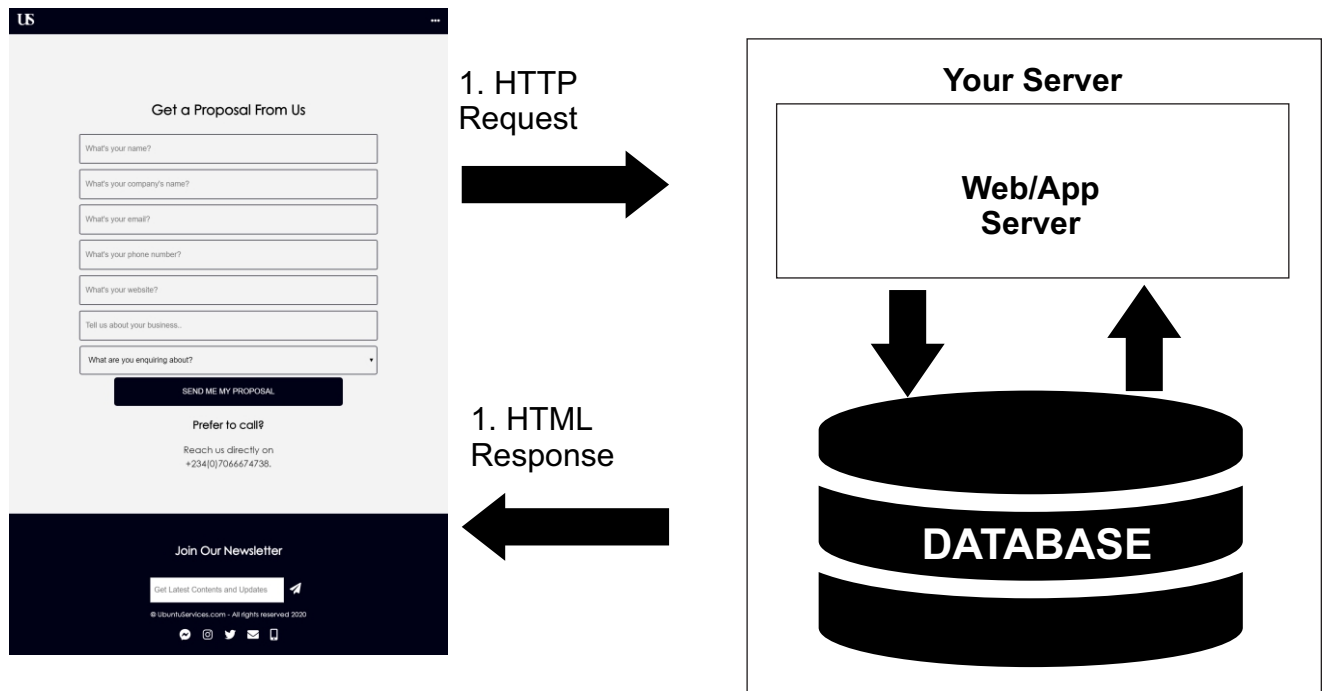 US
Get a Proposal From Us
What's your name?
What's your company's name?
What's your email?
What's your phone number?
What's your website?
Tell us about your business..
What are you enquiring about?
SEND ME MY PROPOSAL
Prefer to call?
Reach us directly on
+234(0)7066674738.
Join Our Newsletter
Get Latest Contents and Updates
© UbuntuServices.com - All rights reserved 2020
1. HTTP
Request
1. HTML
Response
Your Server
Web/App
Server
DATABASE